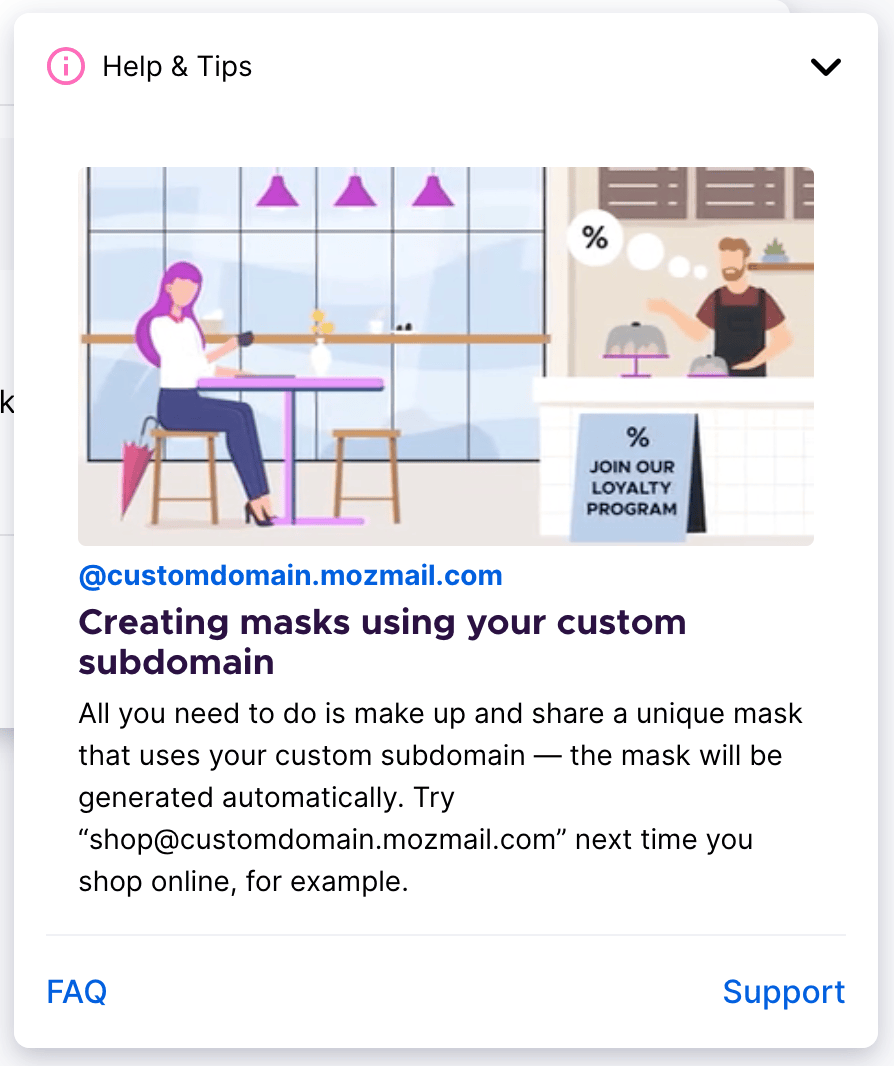 Help & Tips
%
%
JOIN OUR
LOYALTY
PROGRAM
@customdomain.mozmail.com
Creating masks using your custom
subdomain
All you need to do is make up and share a unique mask
that uses your custom subdomain — the mask will be
generated automatically. Try
“shop@customdomain.mozmail.com” next time you
shop online, for example.
FAQ
Support
k